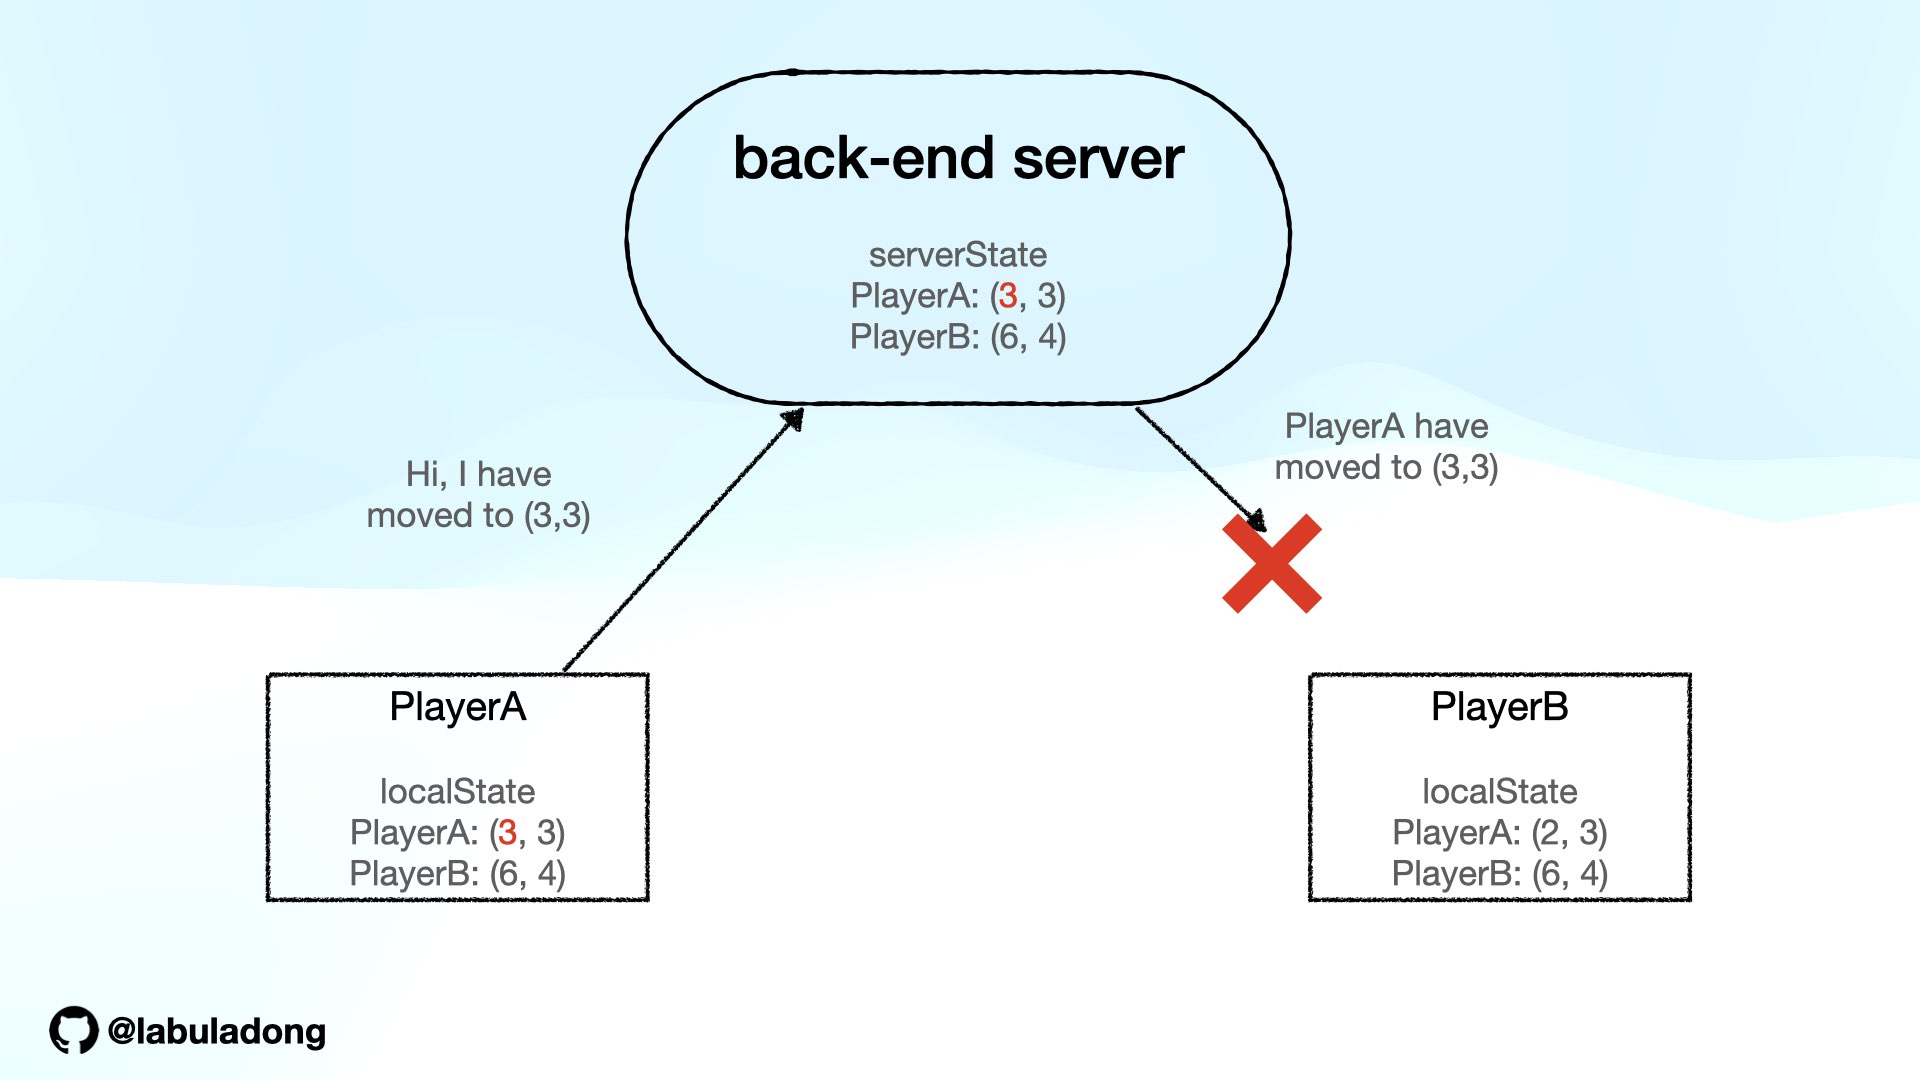 back-end server
serverState
PlayerA: (3, 3)
PlayerB: (6, 4)
Hi, I have
moved to (3,3)
PlayerA have
moved to (3,3)
PlayerA
localState
PlayerA: (3, 3)
PlayerB: (6, 4)
PlayerB
localState
PlayerA: (2, 3)
PlayerB: (6, 4)
@labuladong